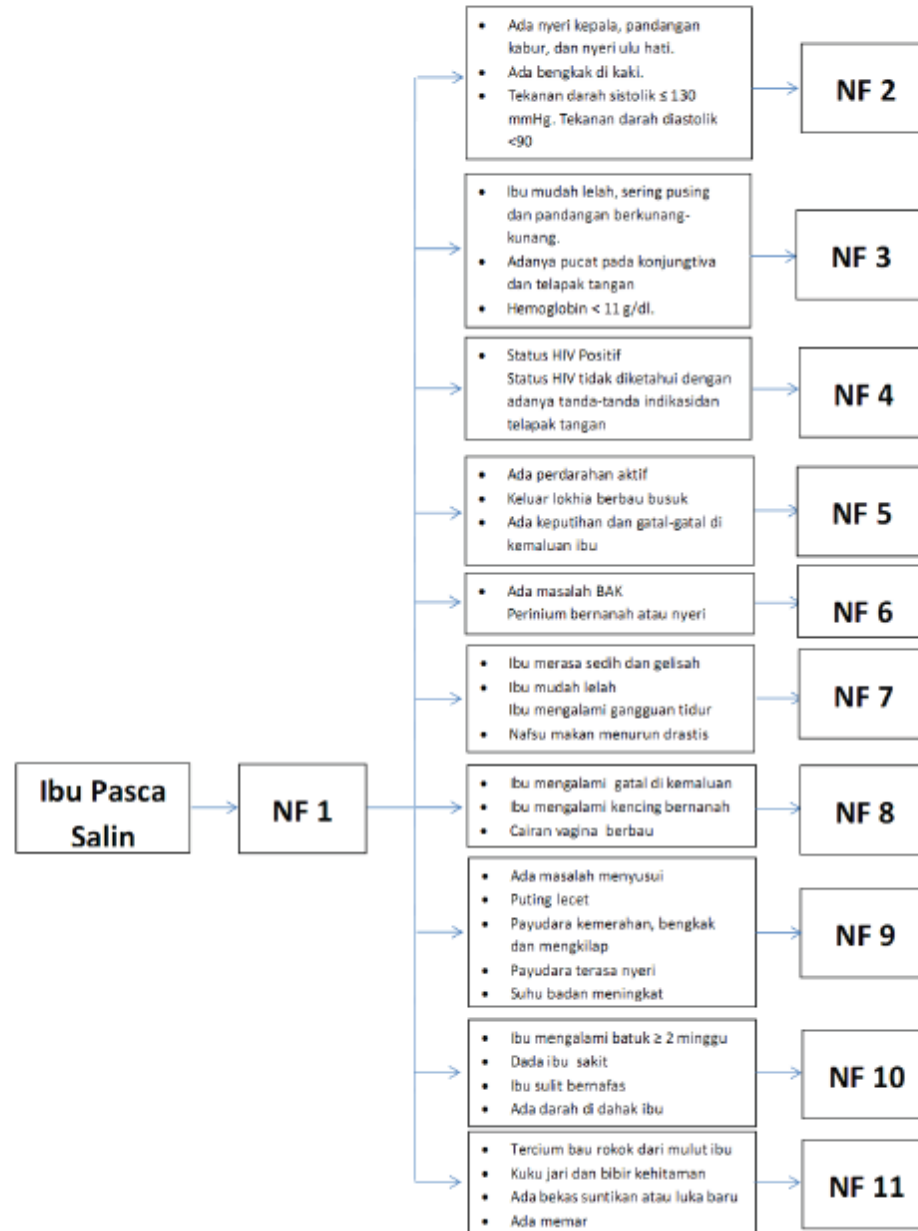 • Ada nyeri kepala, pandangan
kabur, dan nyeri ulu hati.
• Ada bengkak di kaki.
• Tekanan darah sistolik ≤ 130
mmHg. Tekanan darah diastolik
<90
NF 2
• Ibu mudah lelah, sering pusing
dan pandangan berkunang-
kunang.
• Adanya pucat pada konjungtiva
dan telapak tangan
• Hemoglobin < 11 g/dl.
NF 3
• Status HIV Positif
Status HIV tidak diketahui dengan
adanya tanda-tanda indikasidan
telapak tangan
NF 4
• Ada perdarahan aktif
• Keluar lokhia berbau busuk
• Ada keputihan dan gatal-gatal di
kemaluan ibu
NF 5
• Ada masalah BAK
Perinium bernanah atau nyeri
NF 6
• Ibu merasa sedih dan gelisah
• Ibu mudah lelah
Ibu mengalami gangguan tidur
• Nafsu makan menurun drastis
NF 7
Ibu Pasca
Salin
NF 1
• Ibu mengalami gatal di kemaluan
• Ibu mengalami kencing bernanah
• Cairan vagina berbau
NF 8
• Ada masalah menyusui
• Puting lecet
• Payudara kemerahan, bengkak
dan mengkilap
• Payudara terasa nyeri
• Suhu badan meningkat
NF 9
• Ibu mengalami batuk ≥ 2 minggu
• Dada ibu sakit
• Ibu sulit bernafas
• Ada darah di dahak ibu
NF 10
• Tercium bau rokok dari mulut ibu
• Kuku jari dan bibir kehitaman
• Ada bekas suntikan atau luka baru
• Ada memar
NF 11